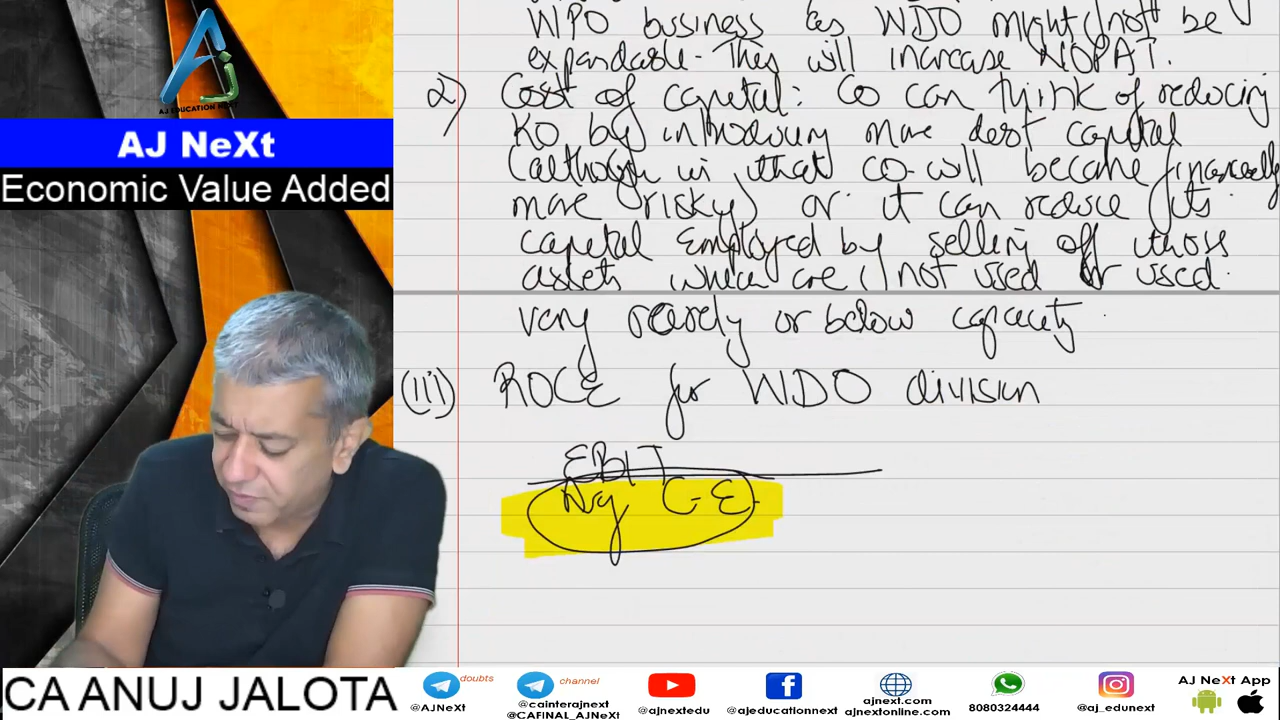 AJ EDUCATION NEXT
AJ NeXt
Economic Value Added
WPO business as WDO might not be
expandable. They will increase NOPAT.
2) Cost of capital: Co can think of reducing
Ko by introducing more debt capital
(although in that co will become financially
more risky) or it can reduce its
capital employed by selling off those
assets which are not used or used
very rarely or below capacity
(iii) ROCE for WDO division
EBIT
Avg C-E.
CA ANUJ JALOTA
doubts
@AJNeXt
channel
@cainterajnext
@CAFINAL_AJNeXt
@ajnextedu
@ajeducationnext
ajnext.com
ajnextonline.com
8080324444
@aj_edunext
AJ NeXt App